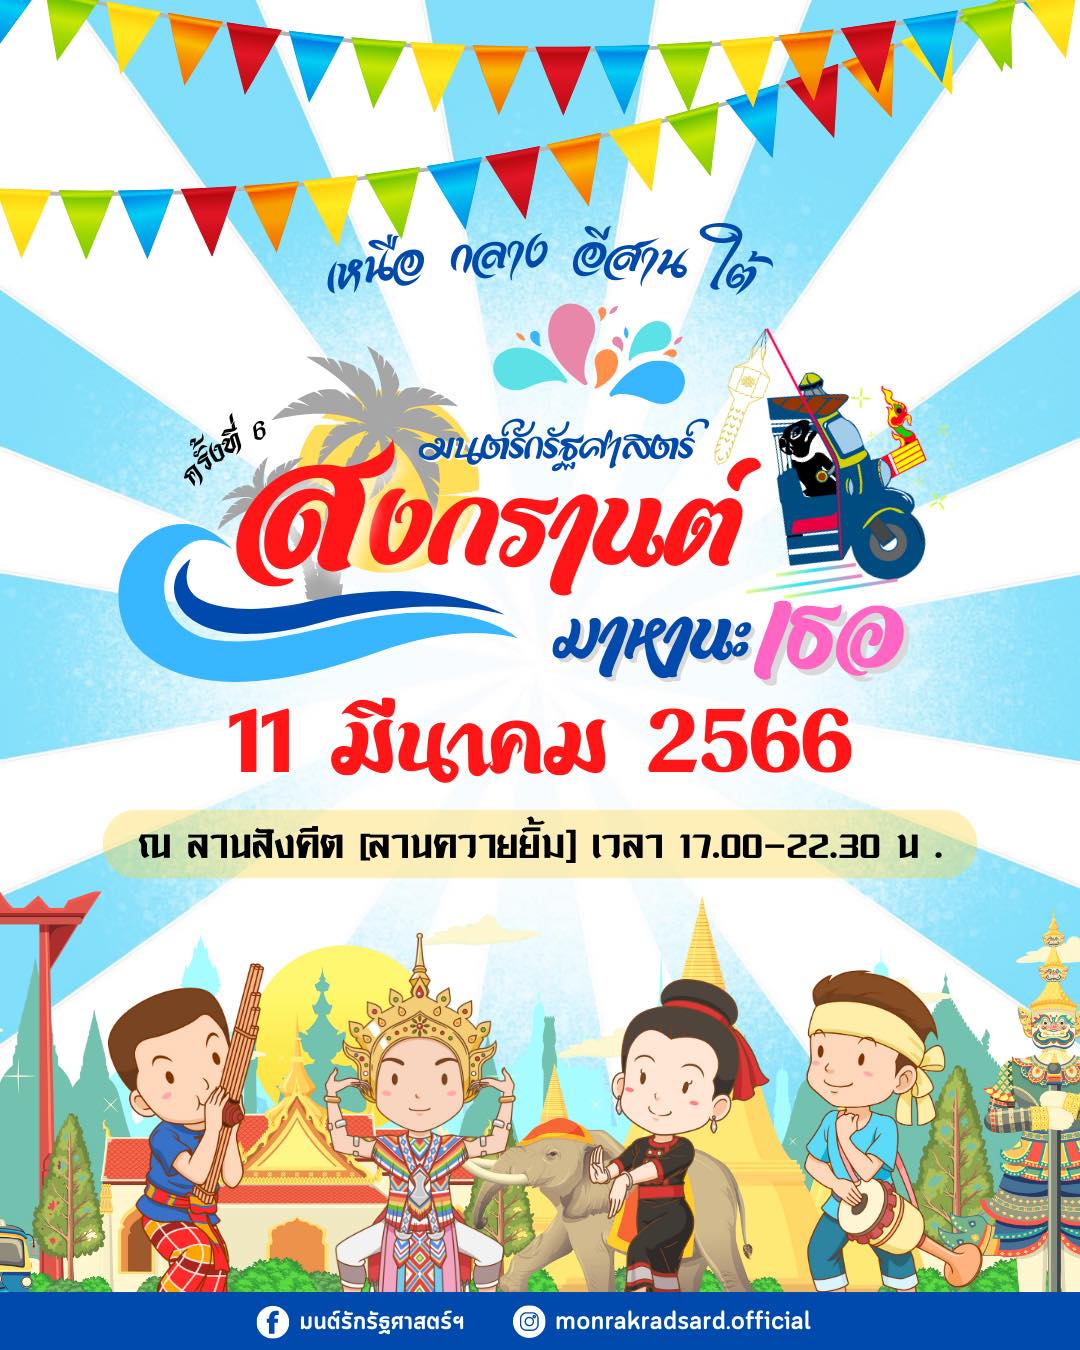 เหนือ กลาง อีสาน ใต้
ครั้งที่ 6
มนต์รักรัฐศาสตร์
สงกรานต์
มาหานะเธอ
11 มีนาคม 2566
ณ ลานสังคีต [ลานควายยิ้ม] เวลา 17.00-22.30 น .
มนต์รักรัฐศาสตร์ฯ
monrakradsard.official